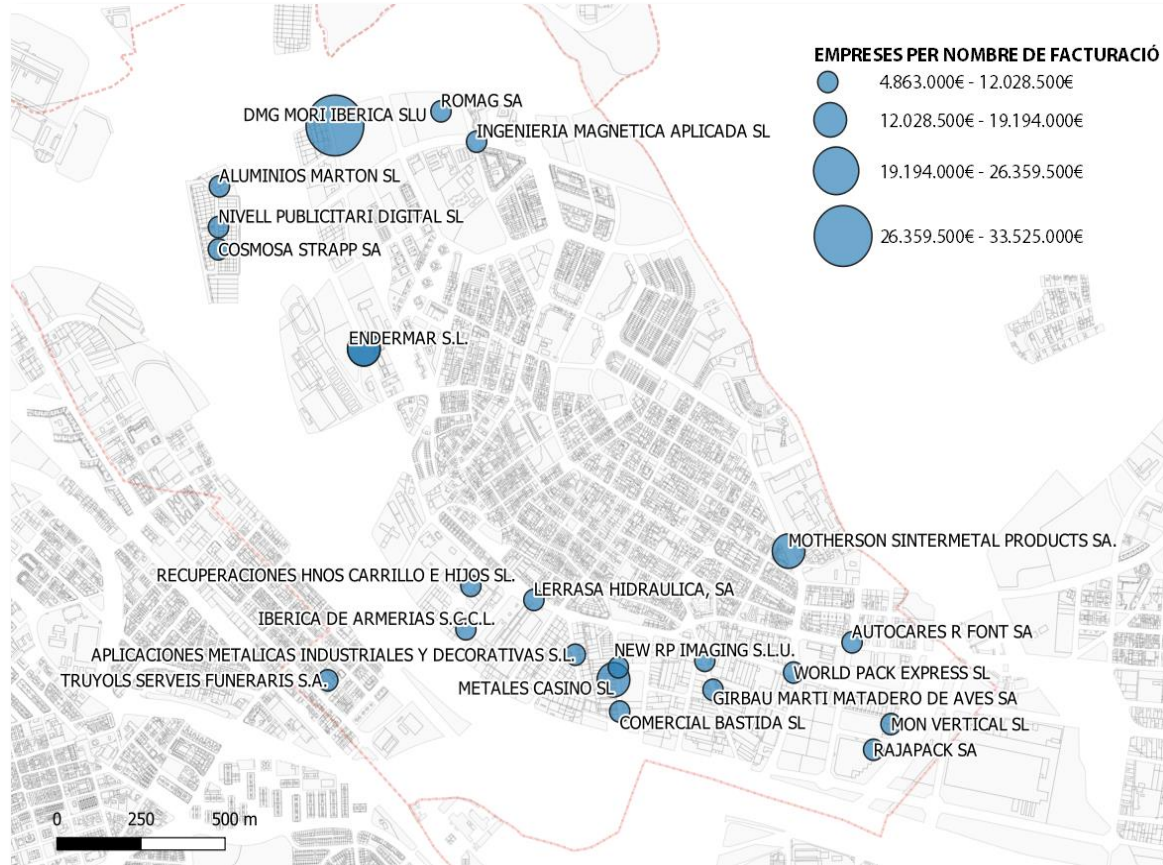 EMPRESES PER NOMBRE DE FACTURACIÓ
4.863.000€ - 12.028.500€
12.028.500€ - 19.194.000€
19.194.000€ - 26.359.500€
26.359.500€ - 33.525.000€
ROMAG SA
DMG MORI IBERICA SLU
INGENIERIA MAGNETICA APLICADA SL
ALUMINIOS MARTON SL
NIVELL PUBLICITARI DIGITAL SL
COSMOSA STRAPP SA
ENDERMAR S.L.
MOTHERSON SINTERMETAL PRODUCTS SA.
RECUPERACIONES HNOS CARRILLO E HIJOS SL.
LERRASA HIDRAULICA, SA
IBERICA DE ARMERIAS S.C.C.L.
AUTOCARES R FONT SA
NEW RP IMAGING S.L.U.
APLICACIONES METALICAS INDUSTRIALES Y DECORATIVAS S.L.
WORLD PACK EXPRESS SL
TRUYOLS SERVEIS FUNERARIS S.A.
METALES CASINO SL
GIRBAU MARTI MATADERO DE AVES SA
COMERCIAL BASTIDA SL
MON VERTICAL SL
RAJAPACK SA
0 250 500 m